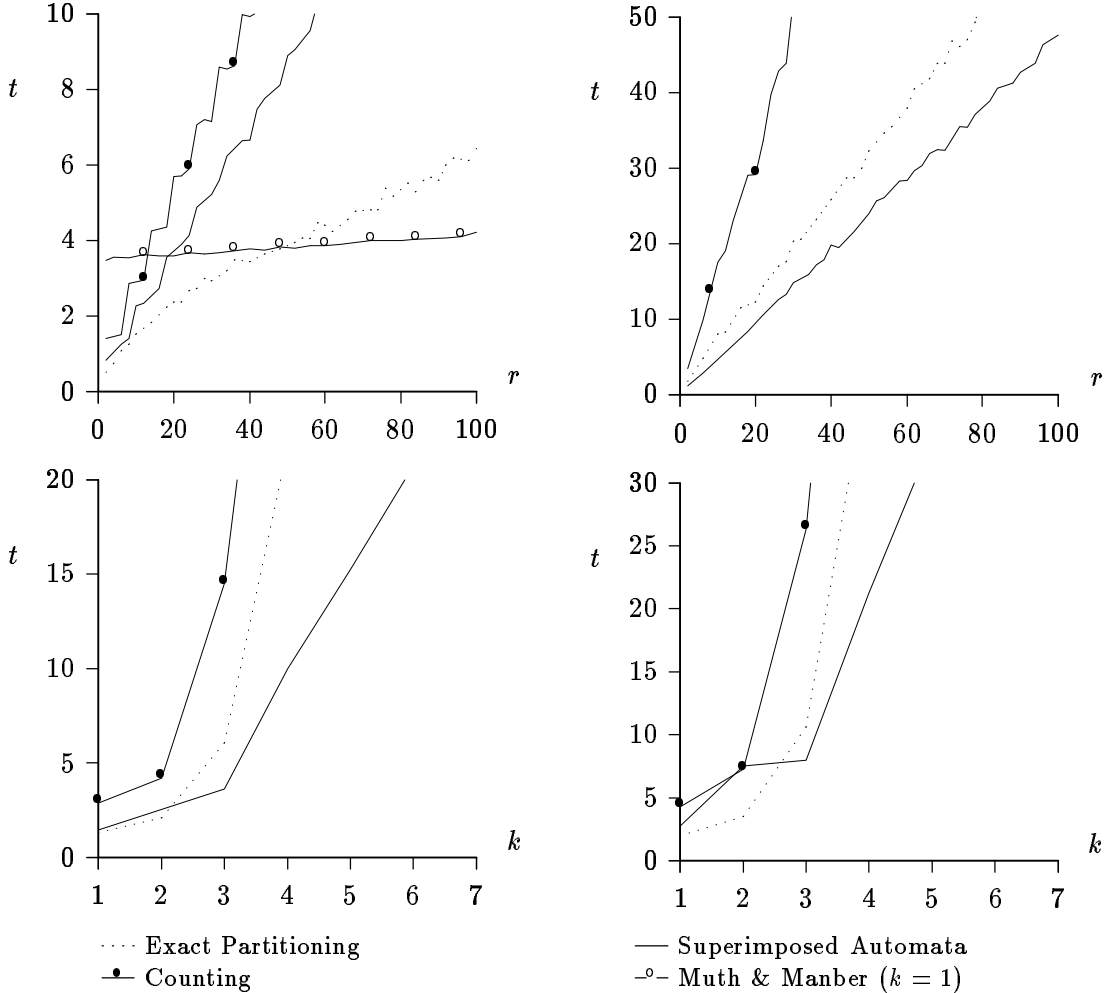 10
8
t
6
4
2
0
r
0 20 40 60 80 100
50
40
t
30
20
10
0
r
0 20 40 60 80 100
20
t
15
10
5
0
k
1 2 3 4 5 6 7
30
25
t
20
15
10
5
0
k
1 2 3 4 5 6 7
Exact Partitioning
Counting
Superimposed Automata
Muth & Manber (k = 1)